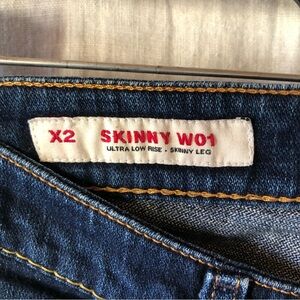 X2 SKINNY W01
ULTRA LOW RISE • SKINNY LEG